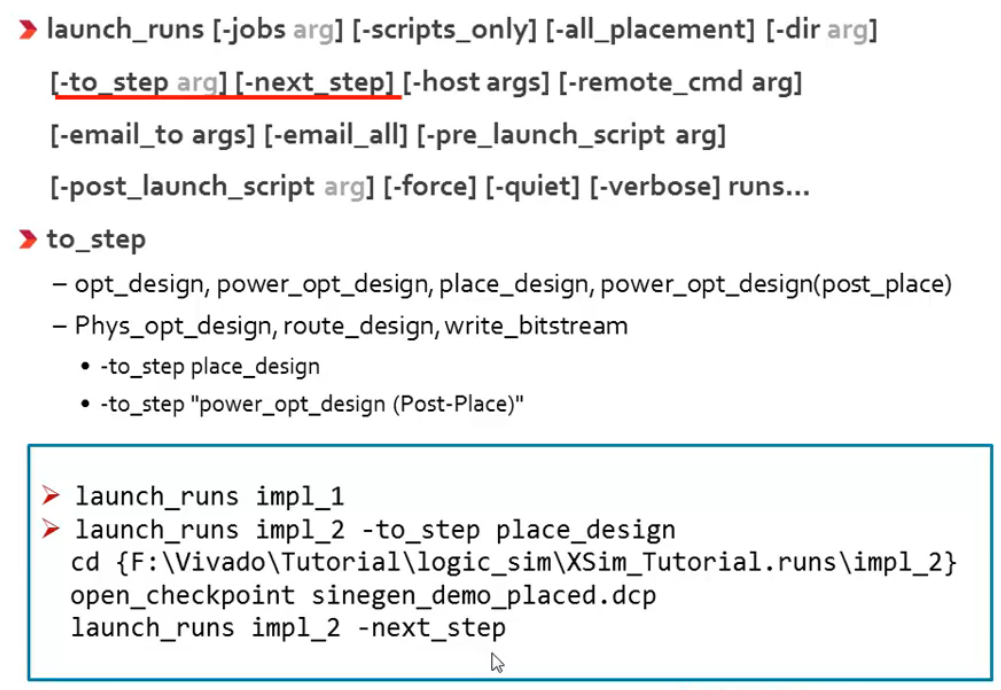 launch_runs [-jobs arg] [-scripts_only] [-all_placement] [-dir arg]
[-to_step arg] [-next_step] [-host args] [-remote_cmd arg]
[-email_to args] [-email_all] [-pre_launch_script arg]
[-post_launch_script arg] [-force] [-quiet] [-verbose] runs...
to_step
– opt_design, power_opt_design, place_design, power_opt_design(post_place)
– Phys_opt_design, route_design, write_bitstream
• -to_step place_design
• -to_step "power_opt_design (Post-Place)"
launch_runs impl_1
launch_runs impl_2 -to_step place_design
cd {F:\Vivado\Tutorial\logic_sim\XSim_Tutorial.runs\impl_2}
open_checkpoint sinegen_demo_placed.dcp
launch_runs impl_2 -next_step